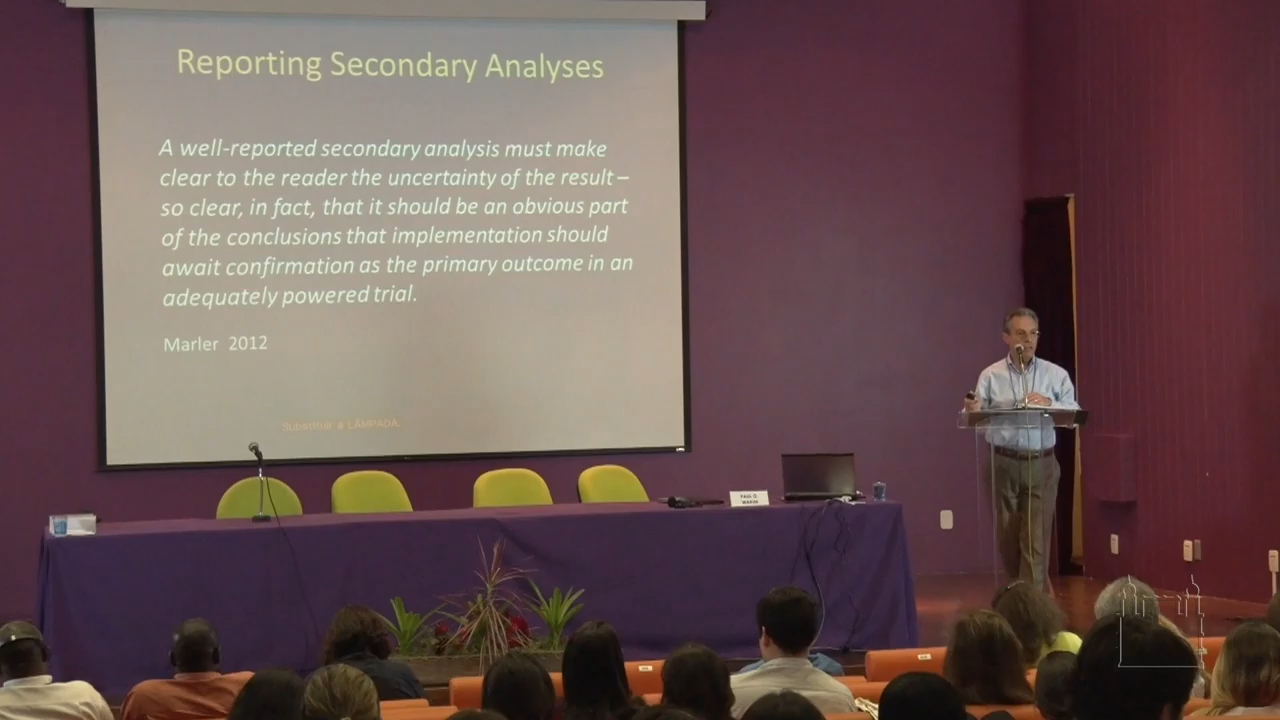 Reporting Secondary Analyses
A well-reported secondary analysis must make
clear to the reader the uncertainty of the result –
so clear, in fact, that it should be an obvious part
of the conclusions that implementation should
await confirmation as the primary outcome in an
adequately powered trial.
Marler 2012
Substituir a LÂMPADA.
PAUL G.